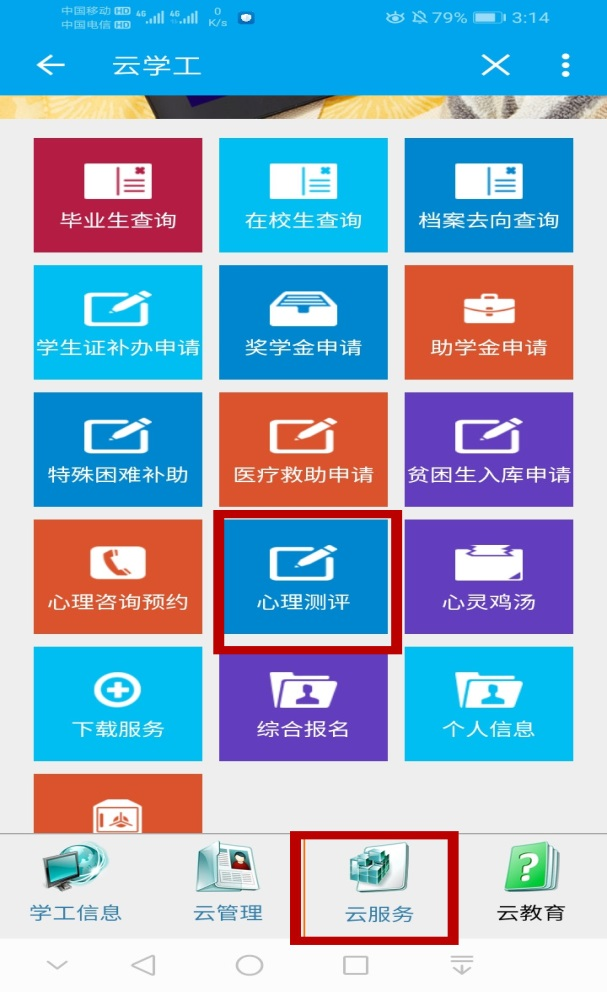 中国移动 HD 4G 4G 0 79% 3:14
中国电信 HD K/s
云学工
毕业生查询 在校生查询 档案去向查询
学生证补办申请 奖学金申请 助学金申请
特殊困难补助 医疗救助申请 贫困生入库申请
心理咨询预约 心理测评 心灵鸡汤
下载服务 综合报名 个人信息
学工信息 云管理 云服务 云教育